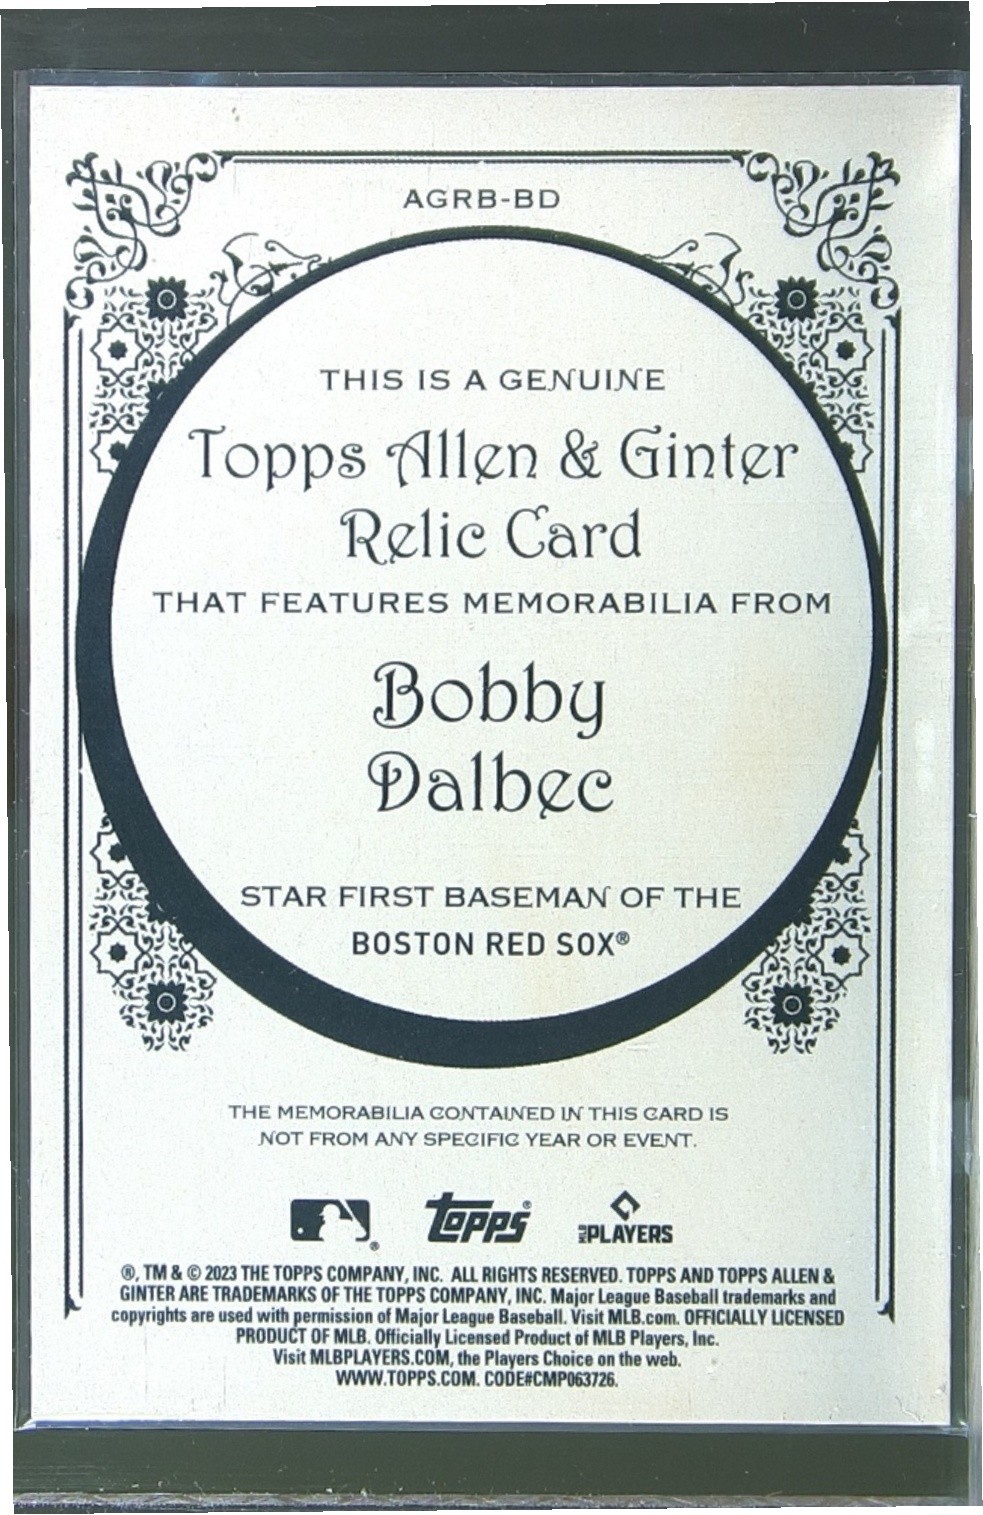 AGRB-BD
THIS IS A GENUINE
Topps Allen & Ginter
Relic Card
THAT FEATURES MEMORABILIA FROM
Bobby
Dalbec
STAR FIRST BASEMAN OF THE
BOSTON RED SOX®
THE MEMORABILIA CONTAINED IN THIS CARD IS
NOT FROM ANY SPECIFIC YEAR OR EVENT.
® Topps® MLB PLAYERS
®, TM & © 2023 THE TOPPS COMPANY, INC. ALL RIGHTS RESERVED. TOPPS AND TOPPS ALLEN &
GINTER ARE TRADEMARKS OF THE TOPPS COMPANY, INC. Major League Baseball trademarks and
copyrights are used with permission of Major League Baseball. Visit MLB.com. OFFICIALLY LICENSED
PRODUCT OF MLB. Officially Licensed Product of MLB Players, Inc.
Visit MLBPLAYERS.COM, the Players Choice on the web.
WWW.TOPPS.COM. CODE#CMP063726.